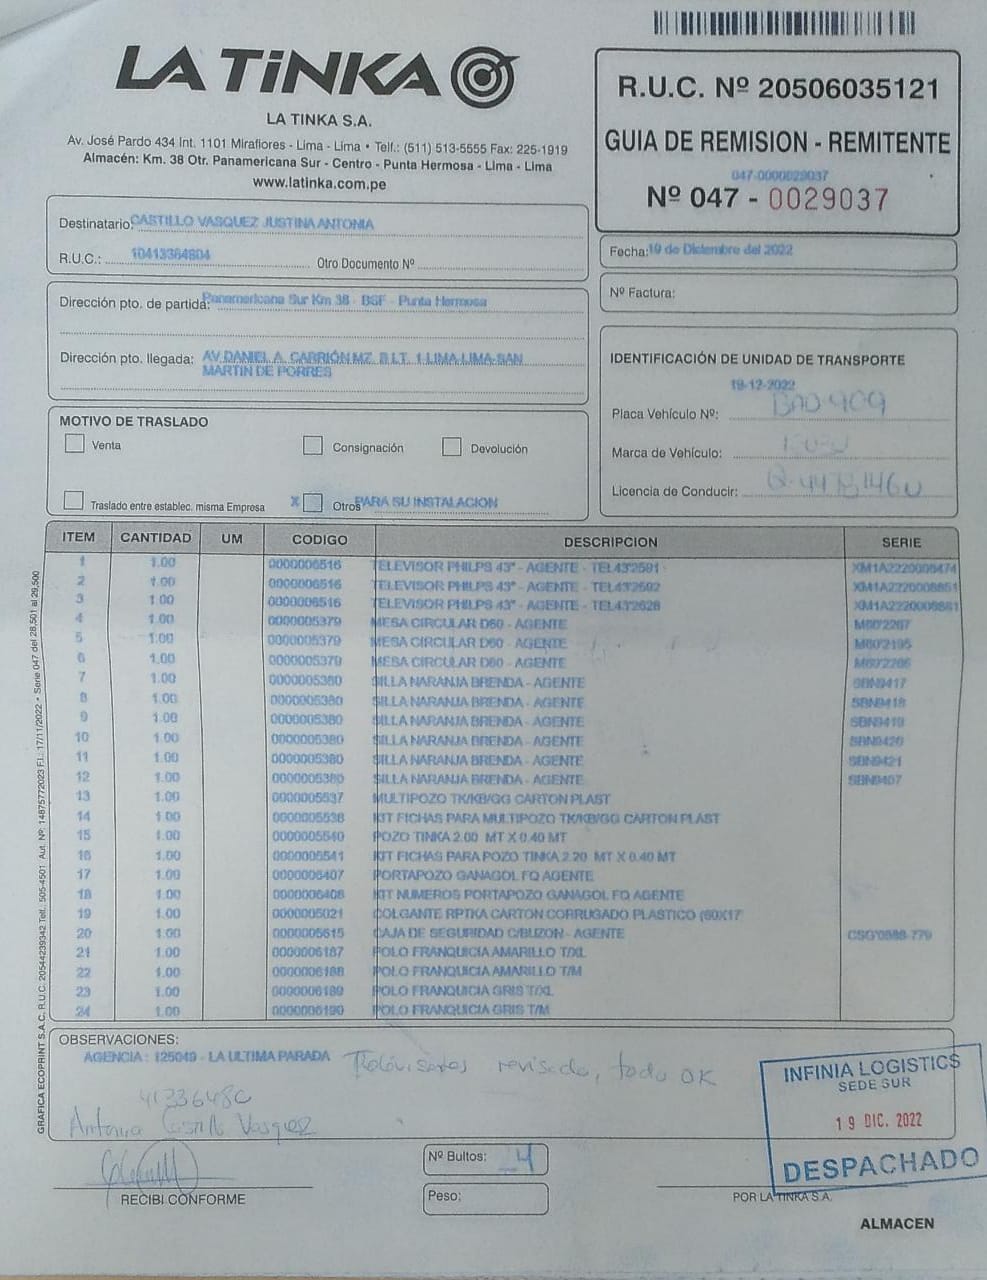 LA TiNKA
LA TINKA S.A.
Av. José Pardo 434 Int. 1101 Miraflores - Lima - Lima • Telf.: (511) 513-5555 Fax: 225-1919
Almacén: Km. 38 Otr. Panamericana Sur - Centro - Punta Hermosa - Lima - Lima
www.latinka.com.pe
R.U.C. Nº 20506035121
GUIA DE REMISION - REMITENTE
047-0000029037
Nº 047 - 0029037
Destinatario: CASTILLO VASQUEZ JUSTINA ANTONIA
R.U.C.: 10413364804 Otro Documento Nº
Fecha: 19 de Diciembre del 2022
Nº Factura:
Dirección pto. de partida: Panamericana Sur Km 38 - BSF - Punta Hermosa
Dirección pto. llegada: AV. DANIEL A. CARRIÓN MZ. B LT. 1-LIMA-LIMA-SAN
MARTIN DE PORRES
IDENTIFICACIÓN DE UNIDAD DE TRANSPORTE
19-12-2022
Placa Vehículo Nº: BAD 909
Marca de Vehículo:
Licencia de Conducir:
MOTIVO DE TRASLADO
Venta Consignación Devolución
Traslado entre establec. misma Empresa X Otros PARA SU INSTALACION
ITEM CANTIDAD UM CODIGO DESCRIPCION SERIE
1 1.00 0000006516 TELEVISOR PHILPS 43" - AGENTE - TEL432591 XM1A2220008474
2 1.00 0000006516 TELEVISOR PHILPS 43" - AGENTE - TEL432602 XM1A2220008851
3 1.00 0000006516 TELEVISOR PHILPS 43" - AGENTE - TEL432628 XM1A2220008881
4 1.00 0000005379 MESA CIRCULAR D60 - AGENTE M60'2267
5 1.00 0000005379 MESA CIRCULAR D60 - AGENTE M60'2195
6 1.00 0000005379 MESA CIRCULAR D60 - AGENTE M60'2266
7 1.00 0000005380 SILLA NARANJA BRENDA - AGENTE SBN9417
8 1.00 0000005380 SILLA NARANJA BRENDA - AGENTE SBN9418
9 1.00 0000005380 SILLA NARANJA BRENDA - AGENTE SBN9419
10 1.00 0000005380 SILLA NARANJA BRENDA - AGENTE SBN9420
11 1.00 0000005380 SILLA NARANJA BRENDA - AGENTE SBN9421
12 1.00 0000005380 SILLA NARANJA BRENDA - AGENTE SBN9407
13 1.00 0000005537 MULTIPOZO TK/KB/GG CARTON PLAST
14 1.00 0000005538 KIT FICHAS PARA MULTIPOZO TK/KB/GG CARTON PLAST
15 1.00 0000005540 POZO TINKA 2.00 MT X 0.40 MT
16 1.00 0000005541 KIT FICHAS PARA POZO TINKA 2.20 MT X 0.40 MT
17 1.00 0000006407 PORTAPOZO GANAGOL FQ AGENTE
18 1.00 0000006408 KIT NUMEROS PORTAPOZO GANAGOL FQ AGENTE
19 1.00 0000005021 COLGANTE RPTKA CARTON CORRUGADO PLASTICO (60X17
20 1.00 0000005615 CAJA DE SEGURIDAD C/BUZON - AGENTE CSG'0888-779
21 1.00 0000006187 POLO FRANQUICIA AMARILLO T/XL
22 1.00 0000006188 POLO FRANQUICIA AMARILLO T/M
23 1.00 0000006189 POLO FRANQUICIA GRIS T/XL
24 1.00 0000006190 POLO FRANQUICIA GRIS T/M
GRAFICA ECOPRINT S.A.C. R.U.C. 20544239342 Telf.: 505-4501 Aut. Nº: 14875772023 F.I.: 17/11/2022 • Serie 047 del 28,501 al 29,500
OBSERVACIONES:
AGENCIA : 125049 - LA ULTIMA PARADA
Televisores revisado, todo OK
41336480
Antonia Castillo Vasquez
INFINIA LOGISTICS
SEDE SUR
19 DIC. 2022
DESPACHADO
RECIBI CONFORME
Nº Bultos: 24
Peso:
POR LA TINKA S.A.
ALMACEN